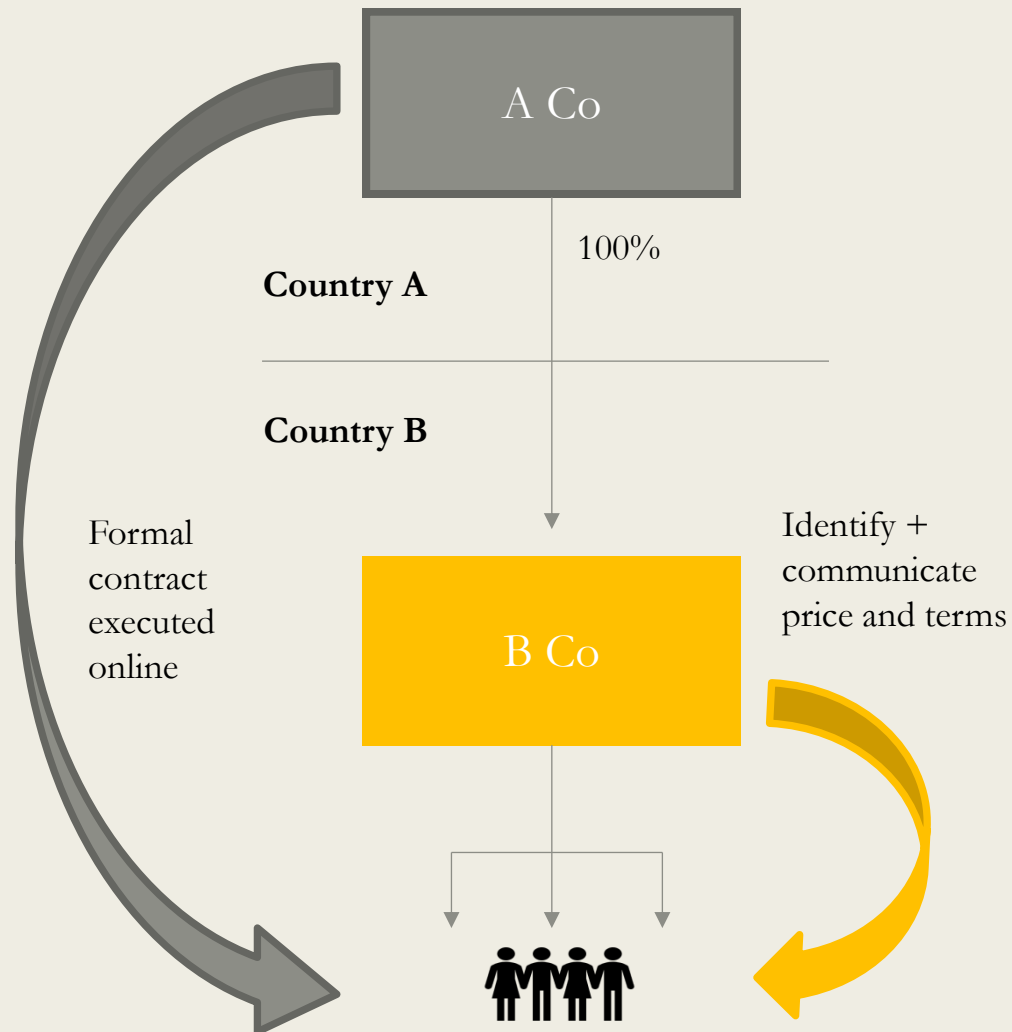 A Co
100%
Country A
Country B
Formal
contract
executed
online
Identify +
communicate
price and terms
B Co